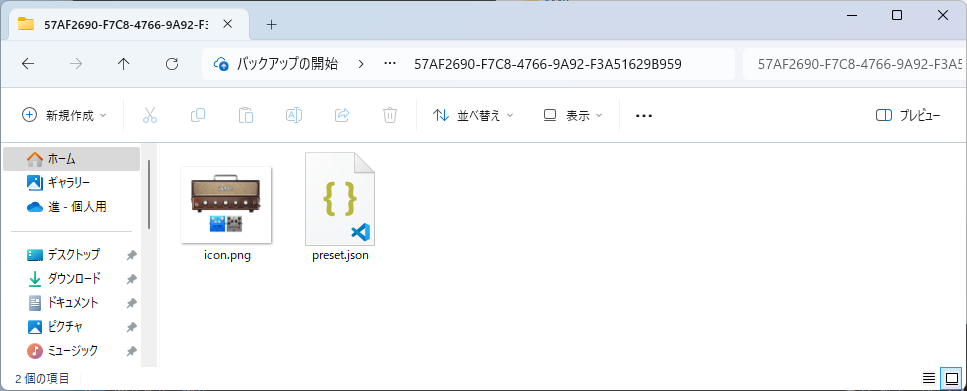 57AF2690-F7C8-4766-9A92-F3
バックアップの開始 > ··· 57AF2690-F7C8-4766-9A92-F3A51629B959
57AF2690-F7C8-4766-9A92-F3A5
新規作成
並べ替え
表示
···
プレビュー
ホーム
ギャラリー
進 - 個人用
デスクトップ
ダウンロード
ドキュメント
ピクチャ
ミュージック
icon.png
preset.json
2 個の項目